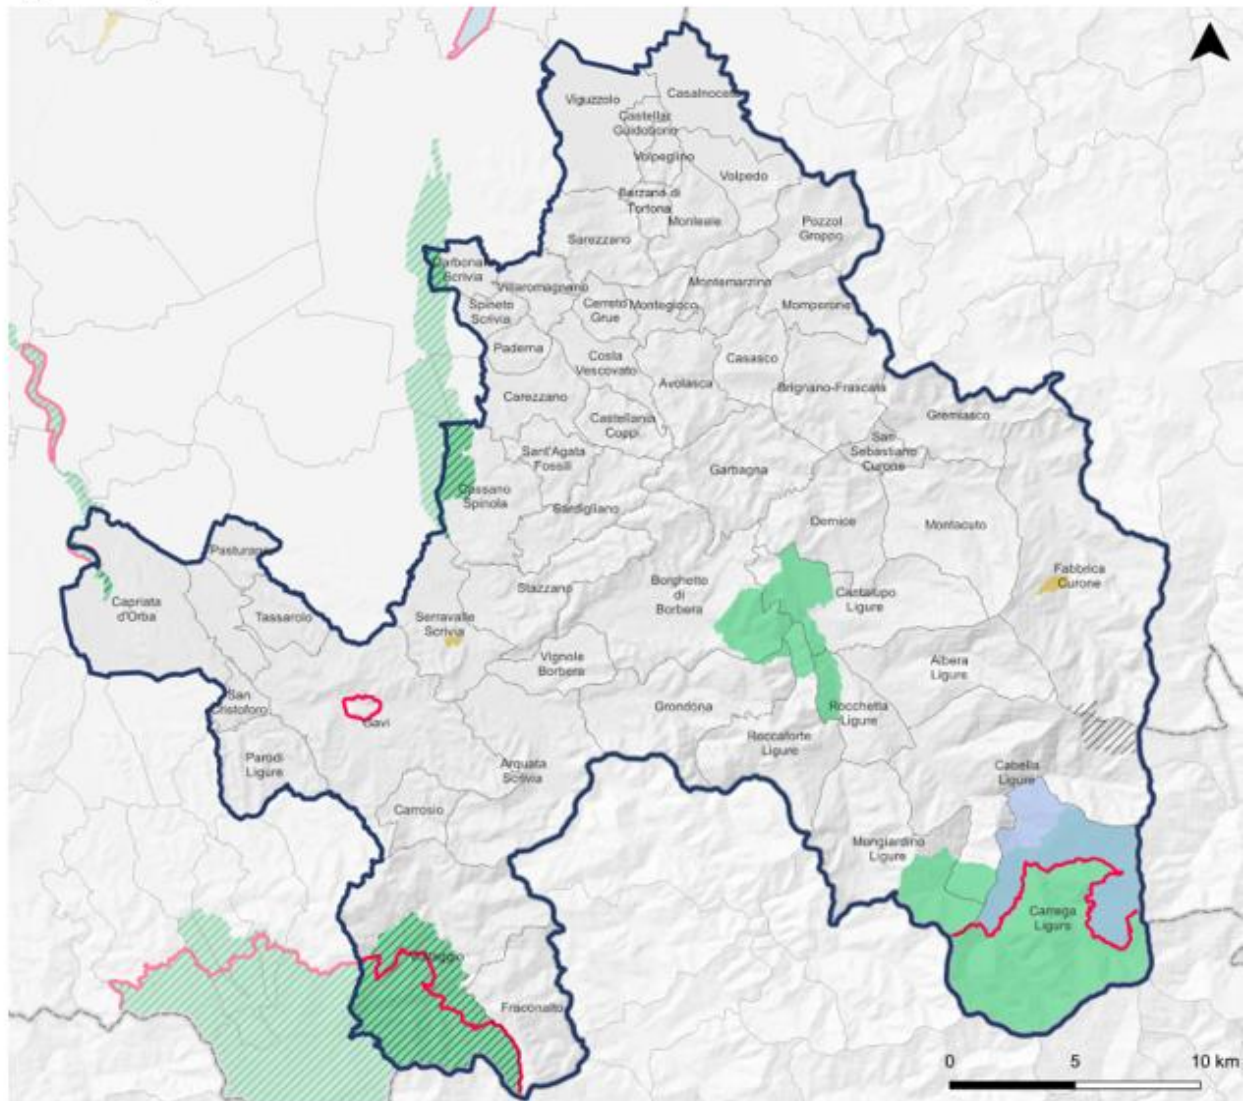 Viguzzolo
Casalnoceto
Castellar
Guidobono
Volpeglino
Volpedo
Berzano di
Tortona
Monleale
Pozzol
Groppo
Sarezzano
Carbonara
Scrivia
Villaromagnano
Montemarzino
Spineto
Scrivia
Cerreto
Grue
Montegioco
Momperone
Paderna
Costa
Vescovato
Casasco
Avolasca
Brignano-Frascata
Carezzano
Castellania
Coppi
Gremiasco
Sant'Agata
Fossili
San
Sebastiano
Curone
Garbagna
Cassano
Spinola
Sardigliano
Dernice
Montacuto
Pasturana
Stazzano
Borghetto
di
Borbera
Cantalupo
Ligure
Fabbrica
Curone
Capriata
d'Orba
Tassarolo
Serravalle
Scrivia
Vignole
Borbera
Albera
Ligure
San
Cristoforo
Gavi
Grondona
Rocchetta
Ligure
Roccaforte
Ligure
Parodi
Ligure
Arquata
Scrivia
Cabella
Ligure
Carrosio
Mongiardino
Ligure
Carrega
Ligure
Fraconalto
0 5 10 km